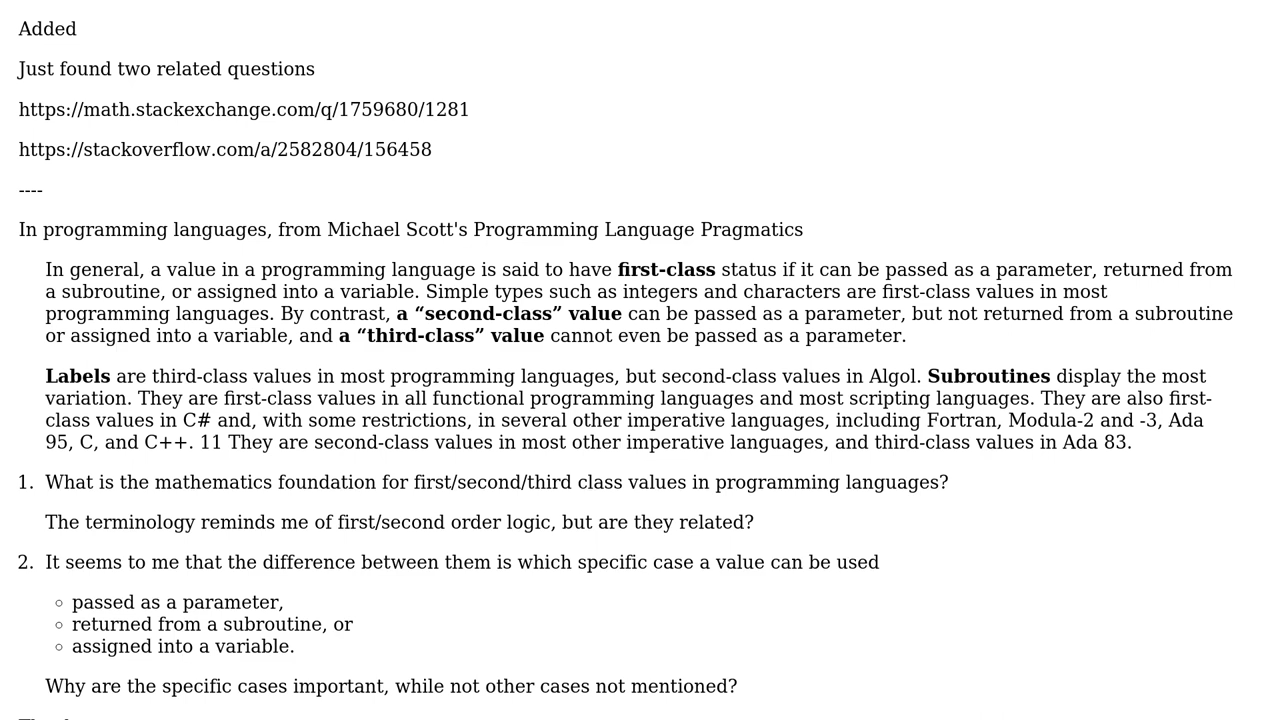 Added
Just found two related questions
https://math.stackexchange.com/q/1759680/1281
https://stackoverflow.com/a/2582804/156458
----
In programming languages, from Michael Scott's Programming Language Pragmatics
In general, a value in a programming language is said to have first-class status if it can be passed as a parameter, returned from
a subroutine, or assigned into a variable. Simple types such as integers and characters are first-class values in most
programming languages. By contrast, a “second-class” value can be passed as a parameter, but not returned from a subroutine
or assigned into a variable, and a “third-class” value cannot even be passed as a parameter.
Labels are third-class values in most programming languages, but second-class values in Algol. Subroutines display the most
variation. They are first-class values in all functional programming languages and most scripting languages. They are also first-
class values in C# and, with some restrictions, in several other imperative languages, including Fortran, Modula-2 and -3, Ada
95, C, and C++. 11 They are second-class values in most other imperative languages, and third-class values in Ada 83.
1. What is the mathematics foundation for first/second/third class values in programming languages?
The terminology reminds me of first/second order logic, but are they related?
2. It seems to me that the difference between them is which specific case a value can be used
◦ passed as a parameter,
◦ returned from a subroutine, or
◦ assigned into a variable.
Why are the specific cases important, while not other cases not mentioned?